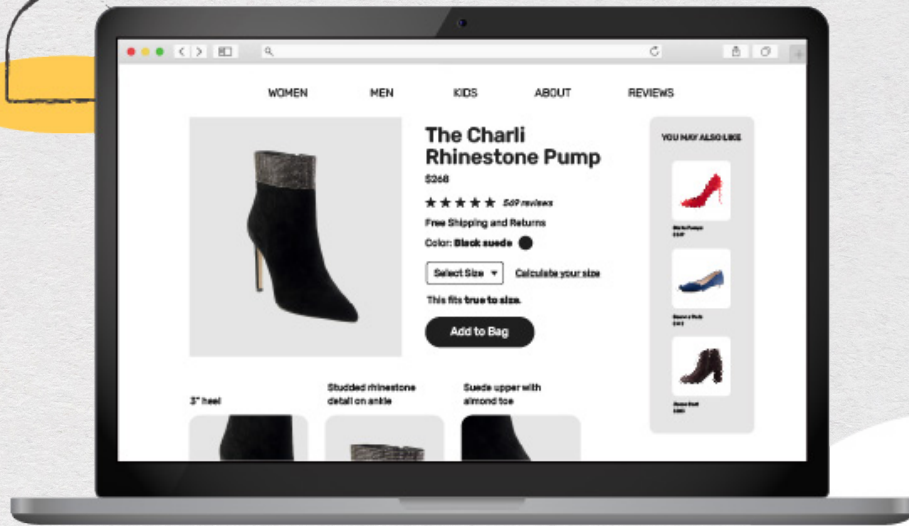 WOMEN MEN KIDS ABOUT REVIEWS
The Charli
Rhinestone Pump
$268
569 reviews
Free Shipping and Returns
Color: Black suede
Select Size Calculate your size
This fits true to size.
Add to Bag
YOU MAY ALSO LIKE
3" heel
Studded rhinestone
detail on ankle
Suede upper with
almond toe